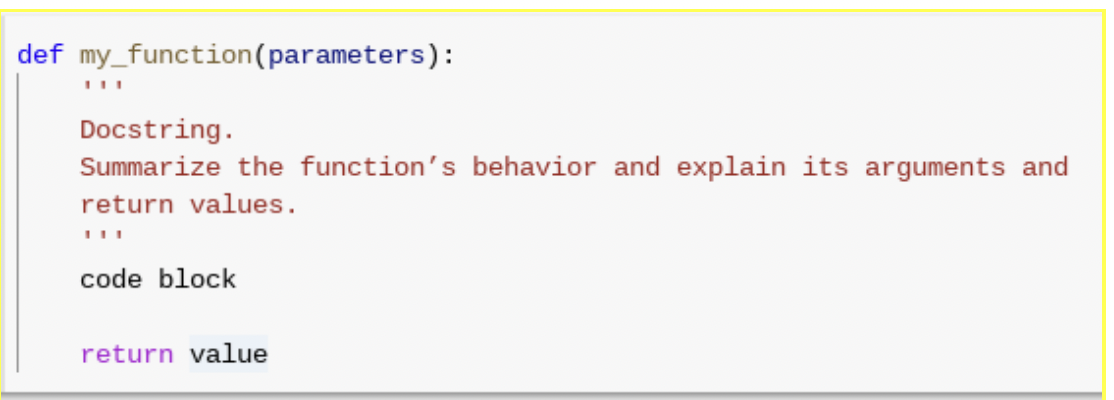 def my_function(parameters):
'''
Docstring.
Summarize the function’s behavior and explain its arguments and
return values.
'''
code block
return value